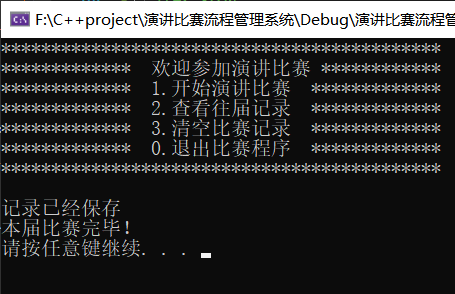 F:\C++project\演讲比赛流程管理系统\Debug\演讲比赛流程管
********************************************
*************  欢迎参加演讲比赛 ************
*************  1.开始演讲比赛  *************
*************  2.查看往届记录  *************
*************  3.清空比赛记录  *************
*************  0.退出比赛程序  *************
********************************************
记录已经保存
本届比赛完毕！
请按任意键继续. . .